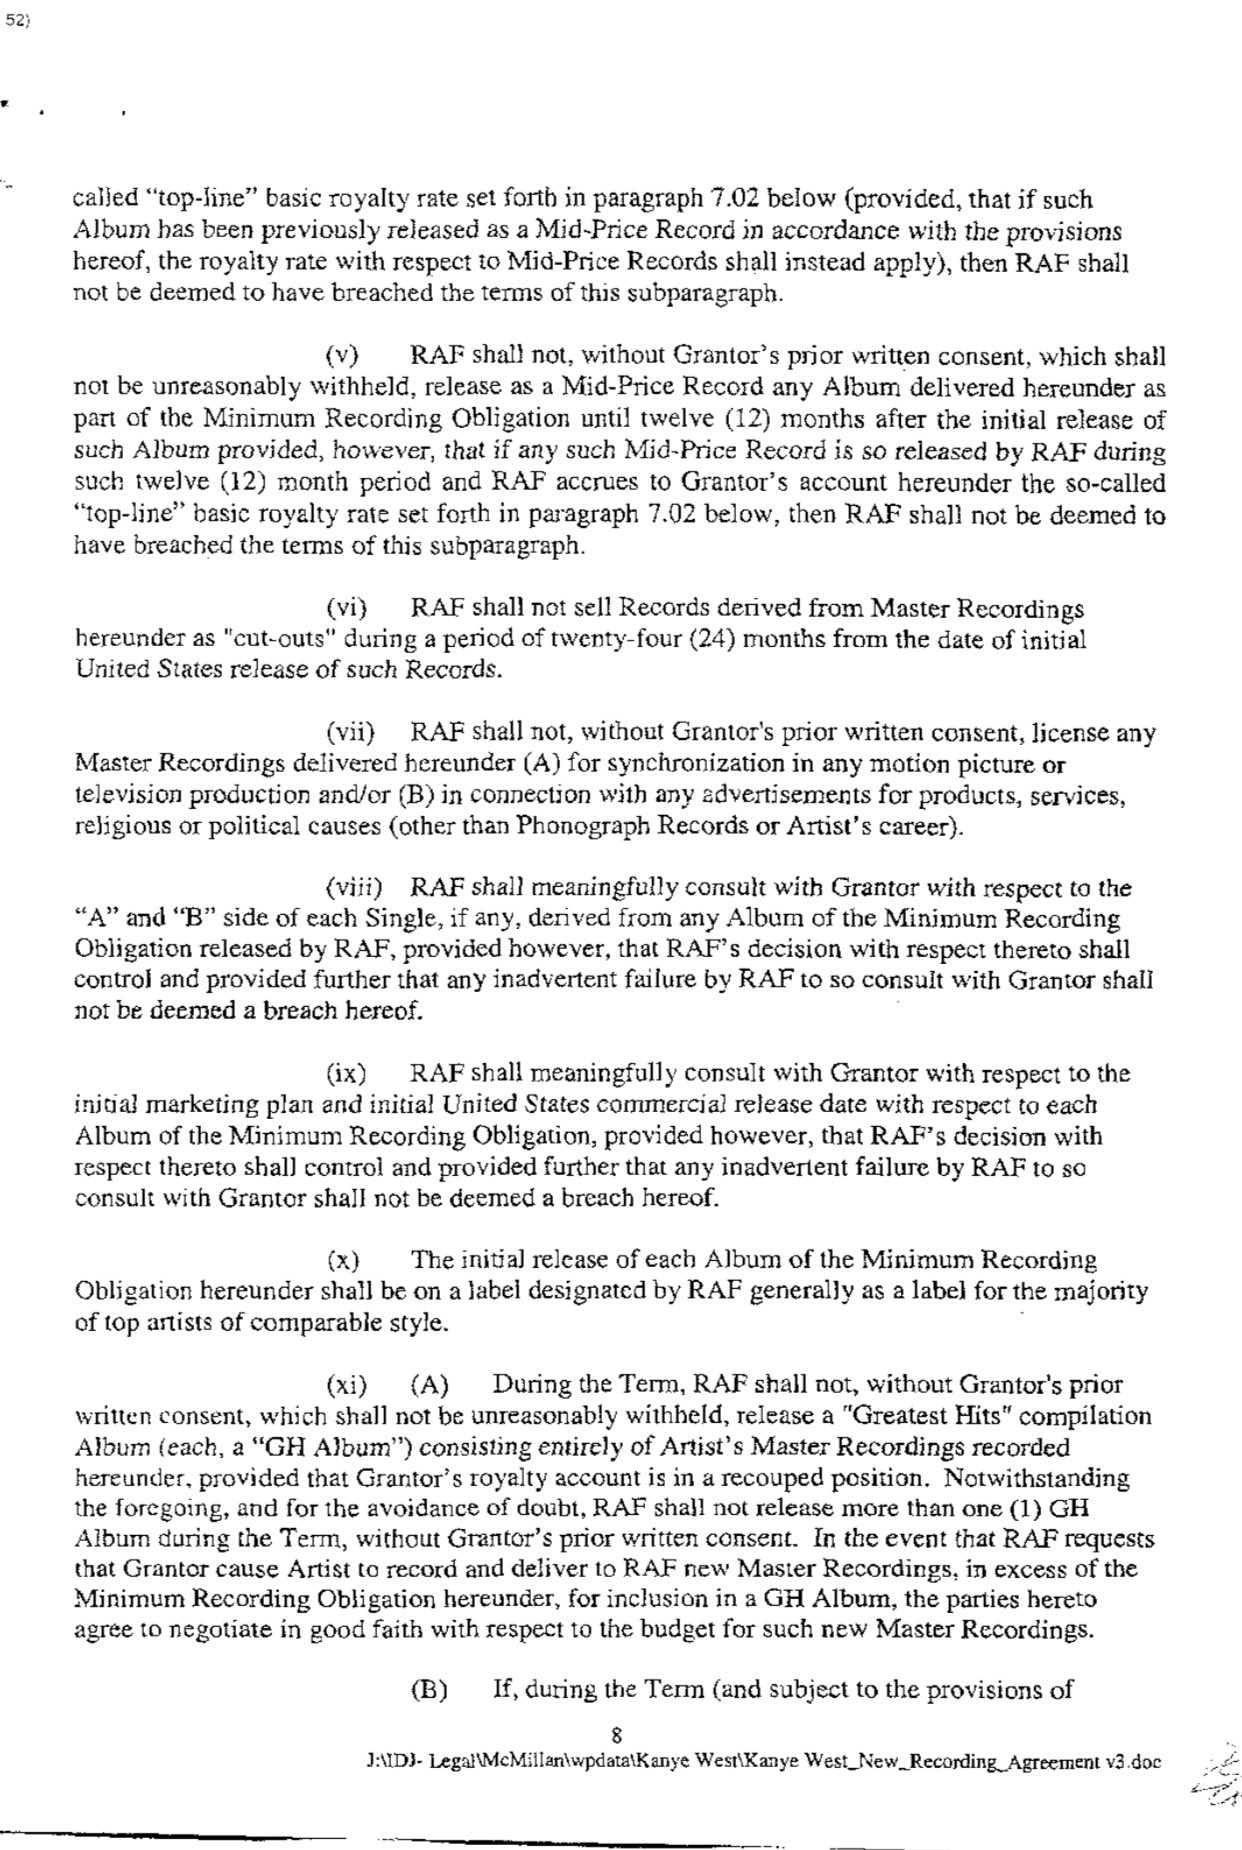 52)
called “top-line” basic royalty rate set forth in paragraph 7.02 below (provided, that if such
Album has been previously released as a Mid-Price Record in accordance with the provisions
hereof, the royalty rate with respect to Mid-Price Records shall instead apply), then RAF shall
not be deemed to have breached the terms of this subparagraph.
(v) RAF shall not, without Grantor’s prior written consent, which shall
not be unreasonably withheld, release as a Mid-Price Record any Album delivered hereunder as
part of the Minimum Recording Obligation until twelve (12) months after the initial release of
such Album provided, however, that if any such Mid-Price Record is so released by RAF during
such twelve (12) month period and RAF accrues to Grantor’s account hereunder the so-called
“top-line” basic royalty rate set forth in paragraph 7.02 below, then RAF shall not be deemed to
have breached the terms of this subparagraph.
(vi) RAF shall not sell Records derived from Master Recordings
hereunder as "cut-outs" during a period of twenty-four (24) months from the date of initial
United States release of such Records.
(vii) RAF shall not, without Grantor's prior written consent, license any
Master Recordings delivered hereunder (A) for synchronization in any motion picture or
television production and/or (B) in connection with any advertisements for products, services,
religious or political causes (other than Phonograph Records or Artist’s career).
(viii) RAF shall meaningfully consult with Grantor with respect to the
“A” and “B” side of each Single, if any, derived from any Album of the Minimum Recording
Obligation released by RAF, provided however, that RAF’s decision with respect thereto shall
control and provided further that any inadvertent failure by RAF to so consult with Grantor shall
not be deemed a breach hereof.
(ix) RAF shall meaningfully consult with Grantor with respect to the
initial marketing plan and initial United States commercial release date with respect to each
Album of the Minimum Recording Obligation, provided however, that RAF’s decision with
respect thereto shall control and provided further that any inadvertent failure by RAF to so
consult with Grantor shall not be deemed a breach hereof.
(x) The initial release of each Album of the Minimum Recording
Obligation hereunder shall be on a label designated by RAF generally as a label for the majority
of top artists of comparable style.
(xi) (A) During the Term, RAF shall not, without Grantor's prior
written consent, which shall not be unreasonably withheld, release a "Greatest Hits" compilation
Album (each, a “GH Album”) consisting entirely of Artist’s Master Recordings recorded
hereunder, provided that Grantor’s royalty account is in a recouped position. Notwithstanding
the foregoing, and for the avoidance of doubt, RAF shall not release more than one (1) GH
Album during the Term, without Grantor’s prior written consent. In the event that RAF requests
that Grantor cause Artist to record and deliver to RAF new Master Recordings, in excess of the
Minimum Recording Obligation hereunder, for inclusion in a GH Album, the parties hereto
agree to negotiate in good faith with respect to the budget for such new Master Recordings.
(B) If, during the Term (and subject to the provisions of
8
J:\IDJ- Legal\McMillan\wpdata\Kanye West\Kanye West_New_Recording_Agreement v3.doc